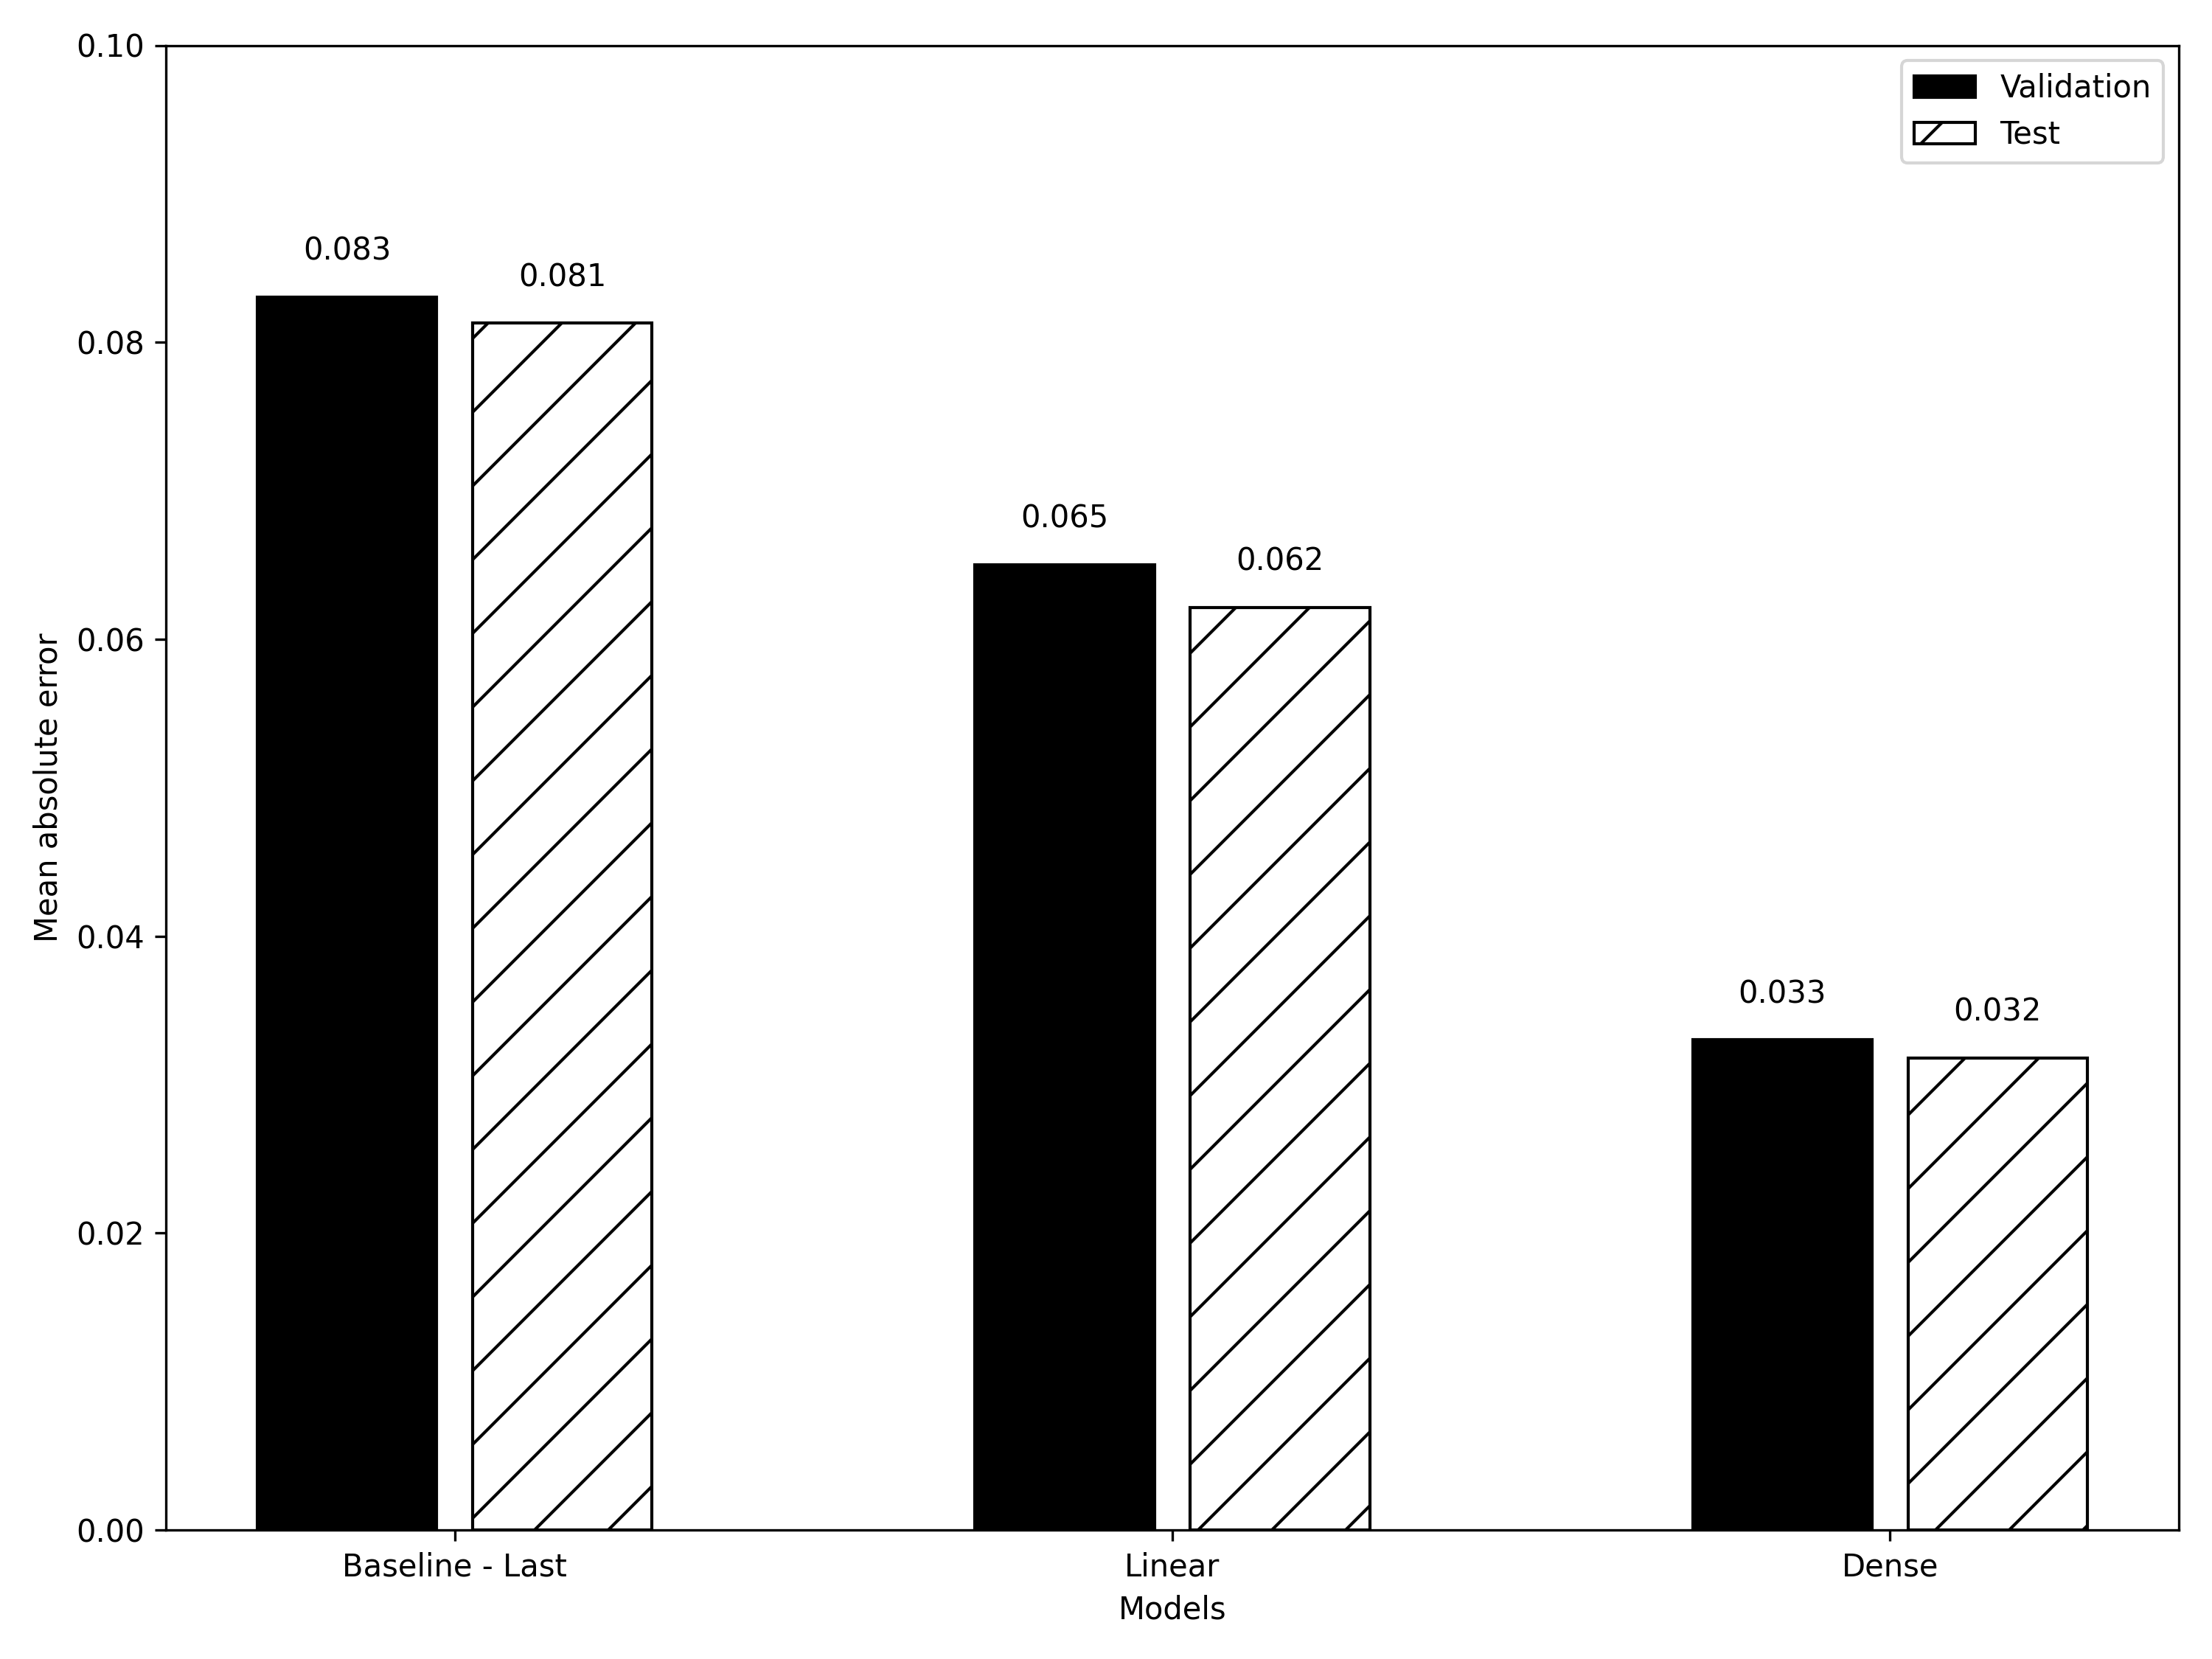 0.10
0.08
0.06
0.04
0.02
0.00
Mean absolute error
Validation
Test
0.083
0.081
0.065
0.062
0.033
0.032
Baseline - Last
Linear
Dense
Models